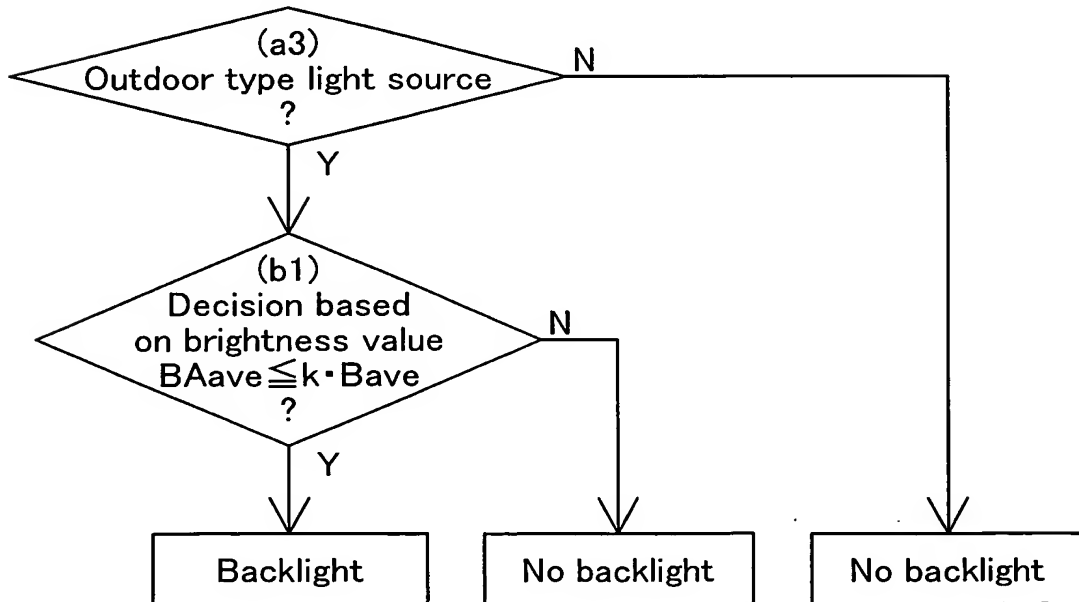 (a3)
Outdoor type light source
?
N
Y
(b1)
Decision based
on brightness value
BAave≦k・Bave
?
N
Y
Backlight
No backlight
No backlight